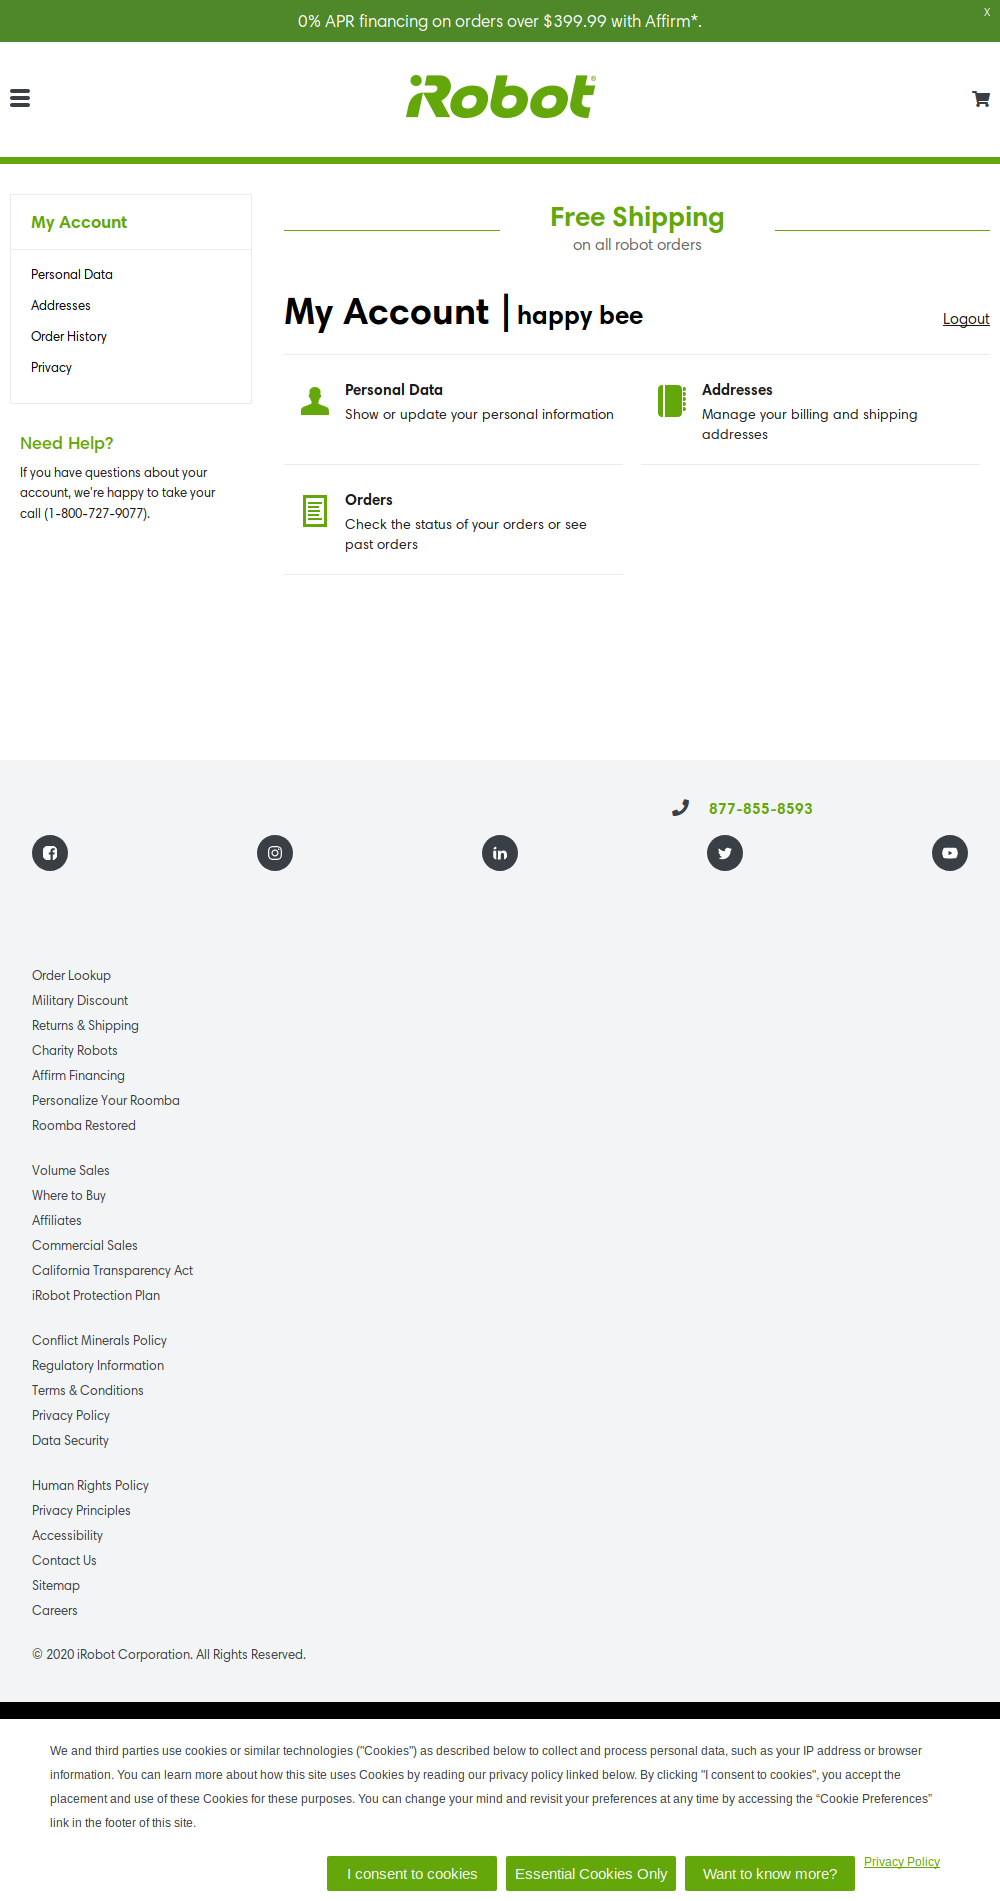 0% APR financing on orders over $399.99 with Affirm*.
X
iRobot®
My Account
Personal Data
Addresses
Order History
Privacy
Need Help?
If you have questions about your
account, we're happy to take your
call (1-800-727-9077).
Free Shipping
on all robot orders
My Account | happy bee
Logout
Personal Data
Show or update your personal information
Addresses
Manage your billing and shipping
addresses
Orders
Check the status of your orders or see
past orders
877-855-8593
Order Lookup
Military Discount
Returns & Shipping
Charity Robots
Affirm Financing
Personalize Your Roomba
Roomba Restored
Volume Sales
Where to Buy
Affiliates
Commercial Sales
California Transparency Act
iRobot Protection Plan
Conflict Minerals Policy
Regulatory Information
Terms & Conditions
Privacy Policy
Data Security
Human Rights Policy
Privacy Principles
Accessibility
Contact Us
Sitemap
Careers
© 2020 iRobot Corporation. All Rights Reserved.
We and third parties use cookies or similar technologies ("Cookies") as described below to collect and process personal data, such as your IP address or browser
information. You can learn more about how this site uses Cookies by reading our privacy policy linked below. By clicking "I consent to cookies", you accept the
placement and use of these Cookies for these purposes. You can change your mind and revisit your preferences at any time by accessing the “Cookie Preferences”
link in the footer of this site.
I consent to cookies
Essential Cookies Only
Want to know more?
Privacy Policy